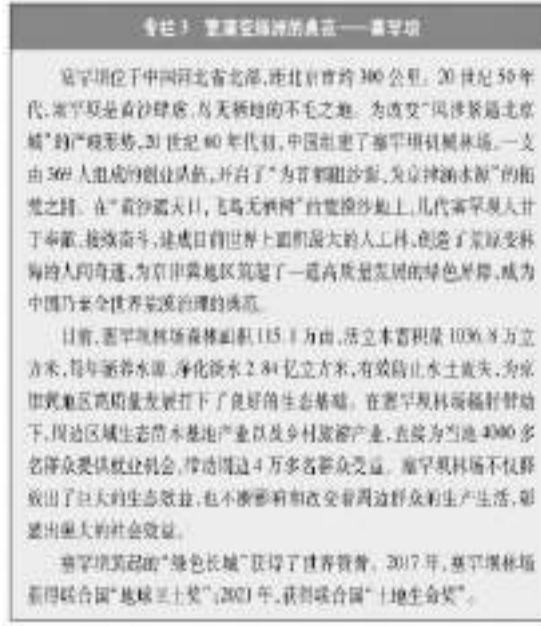 专栏3 荒漠变绿洲的典范——塞罕坝
塞罕坝位于中国河北省北部,距北京市约300公里。20世纪50年
代,塞罕坝是黄沙肆虐、鸟无栖地的不毛之地。为改变“风沙紧逼北京
城”的严峻形势,20世纪60年代初,中国组建了塞罕坝机械林场。一支
由369人组成的创业队伍,开启了“为首都阻沙源、为京津涵水源”的拓
荒之路。在“黄沙遮天日,飞鸟无栖树”的荒漠沙地上,几代塞罕坝人甘
于奉献、接续奋斗,建成目前世界上面积最大的人工林,创造了荒原变林
海的人间奇迹,为京津冀地区筑起了一道高质量发展的绿色屏障,成为
中国乃至全世界荒漠治理的典范。
目前,塞罕坝林场森林面积115.1万亩,活立木蓄积量1036.8万立
方米,每年涵养水源、净化淡水2.84亿立方米,有效防止水土流失,为京
津冀地区高质量发展打下了良好的生态基础。在塞罕坝林场辐射带动
下,周边区域生态苗木基地产业以及乡村旅游产业,直接为当地4000多
名群众提供就业机会,带动周边4万多名群众受益。塞罕坝林场不仅释
放出了巨大的生态效益,也不断影响和改变着周边群众的生产生活,彰
显出强大的社会效益。
塞罕坝筑起的“绿色长城”获得了世界赞誉。2017年,塞罕坝林场
获得联合国“地球卫士奖”;2021年,获得联合国“土地生命奖”。